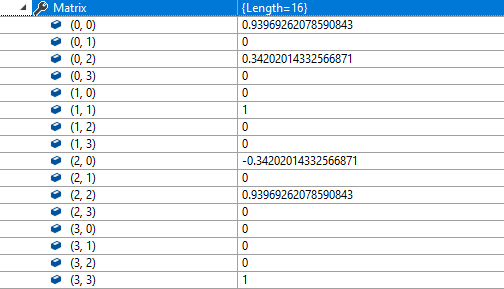 Matrix {Length=16}
(0, 0) 0.93969262078590843
(0, 1) 0
(0, 2) 0.34202014332566871
(0, 3) 0
(1, 0) 0
(1, 1) 1
(1, 2) 0
(1, 3) 0
(2, 0) -0.34202014332566871
(2, 1) 0
(2, 2) 0.93969262078590843
(2, 3) 0
(3, 0) 0
(3, 1) 0
(3, 2) 0
(3, 3) 1